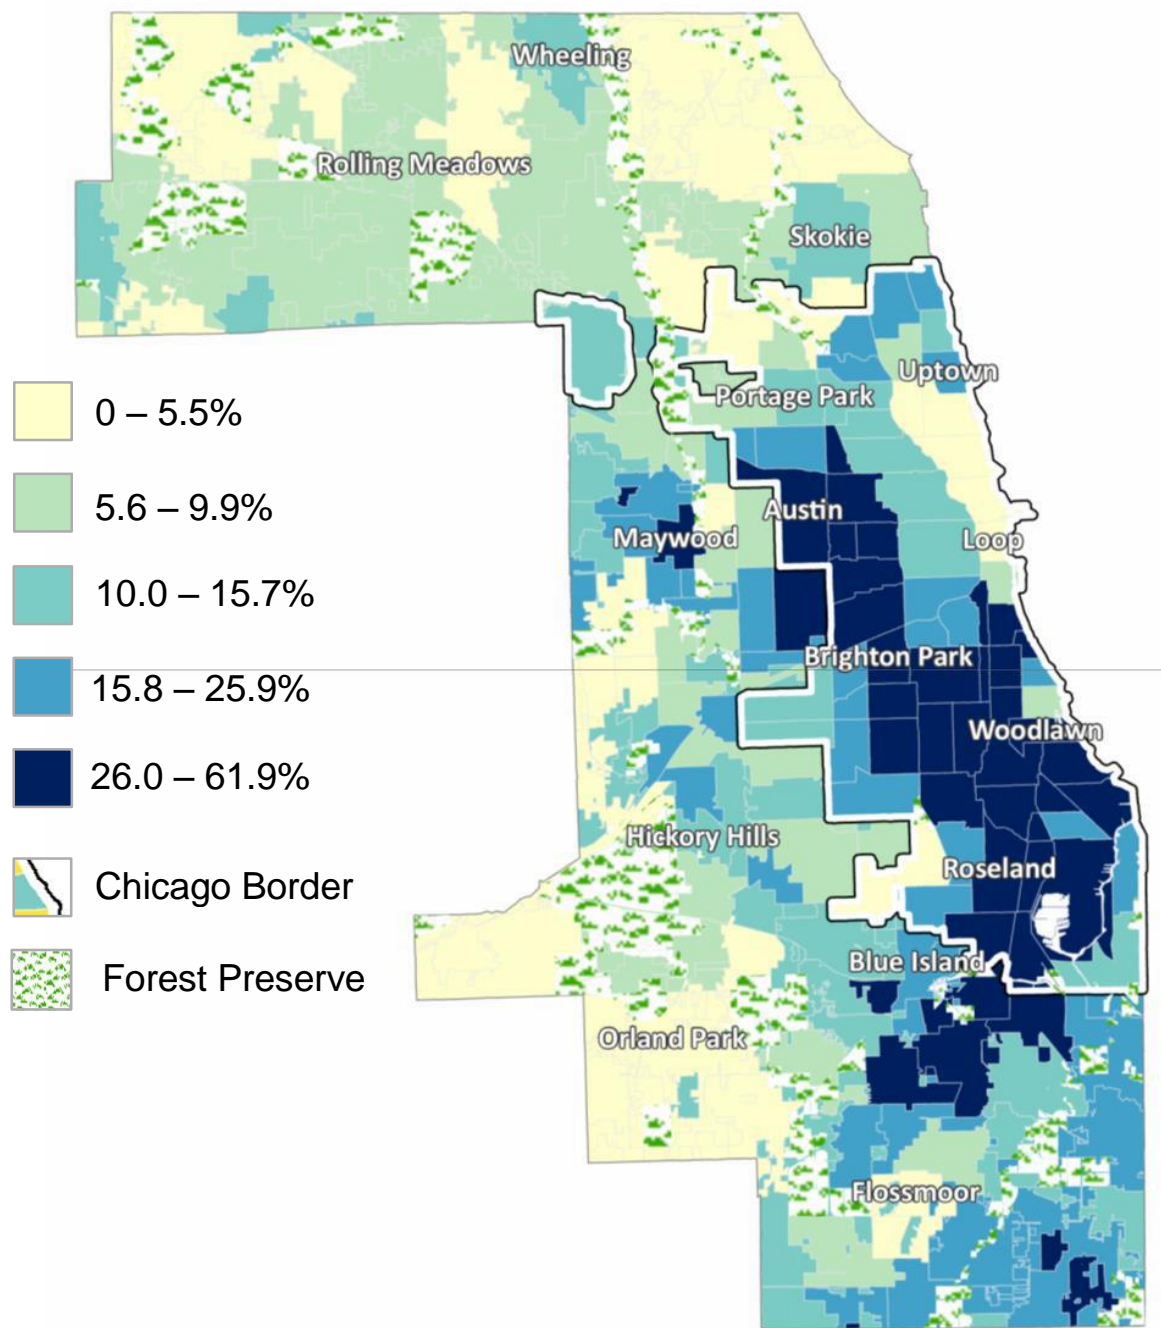 Wheeling
Rolling Meadows
Skokie
Uptown
0 – 5.5%
Portage Park
5.6 – 9.9%
Austin
Maywood
Loop
10.0 – 15.7%
Brighton Park
15.8 – 25.9%
Woodlawn
26.0 – 61.9%
Hickory Hills
Roseland
Chicago Border
Blue Island
Forest Preserve
Orland Park
Flossmoor